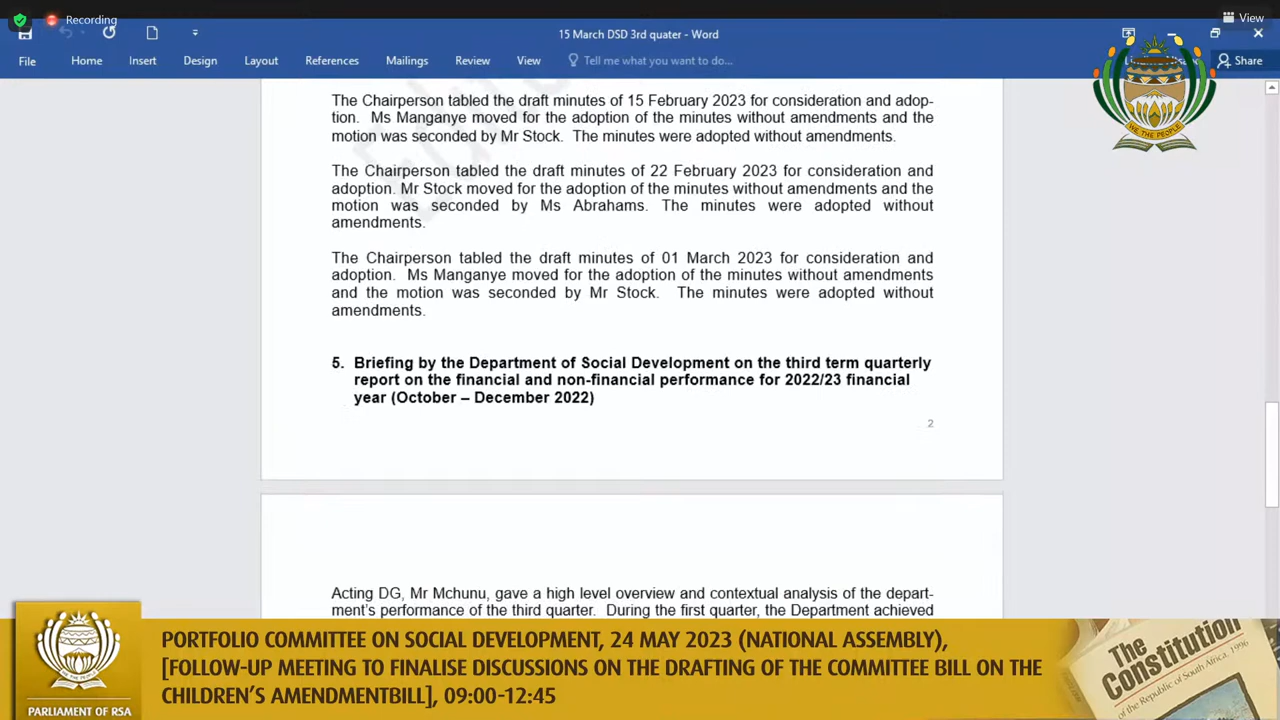 Recording
View
15 March DSD 3rd quater - Word
File Home Insert Design Layout References Mailings Review View Tell me what you want to do... Share
The Chairperson tabled the draft minutes of 15 February 2023 for consideration and adop-
tion. Ms Manganye moved for the adoption of the minutes without amendments and the
motion was seconded by Mr Stock. The minutes were adopted without amendments.
The Chairperson tabled the draft minutes of 22 February 2023 for consideration and
adoption. Mr Stock moved for the adoption of the minutes without amendments and the
motion was seconded by Ms Abrahams. The minutes were adopted without
amendments.
The Chairperson tabled the draft minutes of 01 March 2023 for consideration and
adoption. Ms Manganye moved for the adoption of the minutes without amendments
and the motion was seconded by Mr Stock. The minutes were adopted without
amendments.
5. Briefing by the Department of Social Development on the third term quarterly
report on the financial and non-financial performance for 2022/23 financial
year (October – December 2022)
2
Acting DG, Mr Mchunu, gave a high level overview and contextual analysis of the depart-
ment's performance of the third quarter. During the first quarter, the Department achieved
WE, THE PEOPLE
PARLIAMENT OF RSA
PORTFOLIO COMMITTEE ON SOCIAL DEVELOPMENT, 24 MAY 2023 (NATIONAL ASSEMBLY),
[FOLLOW-UP MEETING TO FINALISE DISCUSSIONS ON THE DRAFTING OF THE COMMITTEE BILL ON THE
CHILDREN'S AMENDMENTBILL], 09:00-12:45
The
Constitution
of the Republic of South Africa, 1996